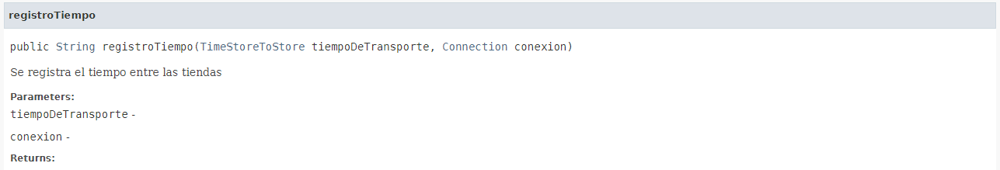 registroTiempo
public String registroTiempo(TimeStoreToStore tiempoDeTransporte, Connection conexion)
Se registra el tiempo entre las tiendas
Parameters:
tiempoDeTransporte -
conexion -
Returns: